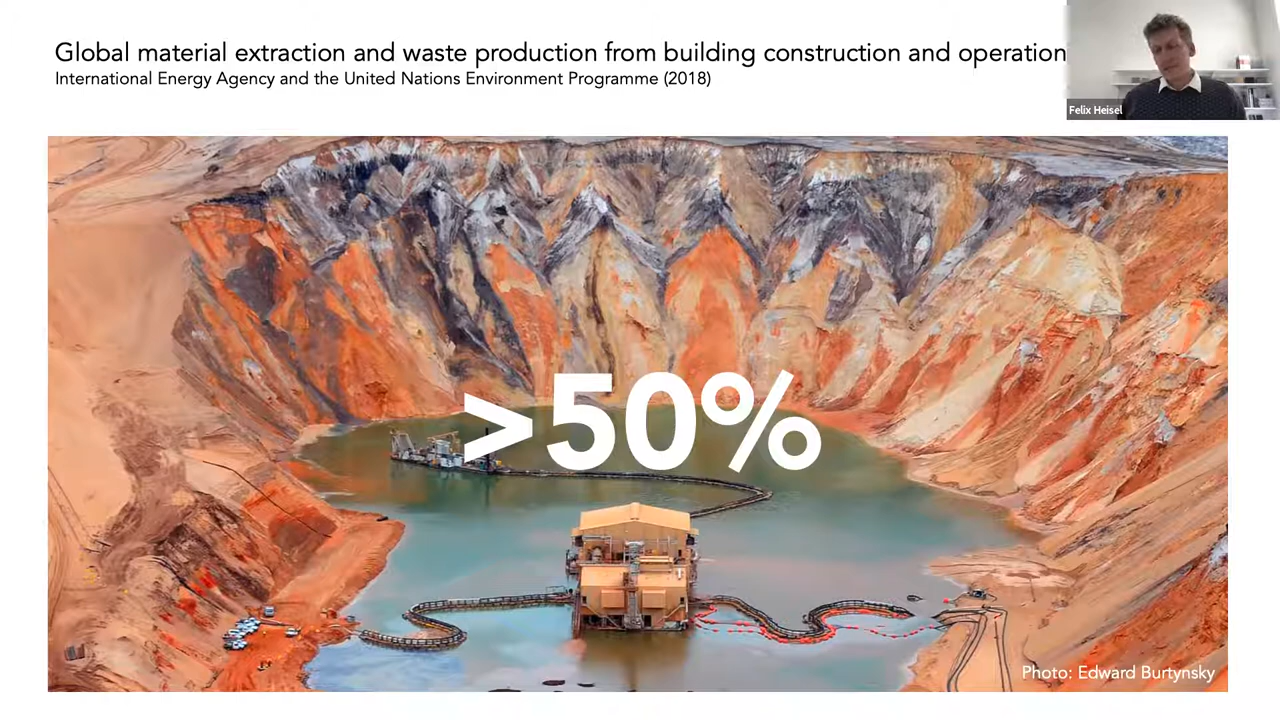 Global material extraction and waste production from building construction and operation
International Energy Agency and the United Nations Environment Programme (2018)
Felix Heisel
>50%
Photo: Edward Burtynsky